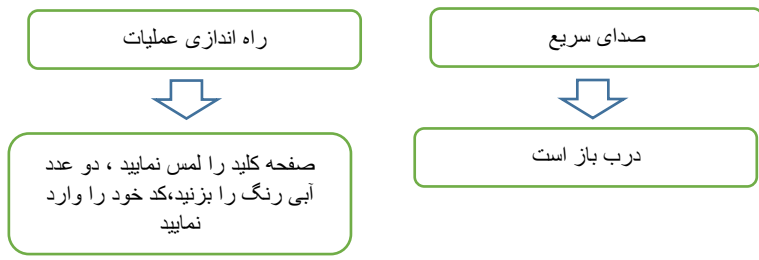 صدای سریع
درب باز است
راه اندازی عملیات
صفحه کلید را لمس نمایید ، دو عدد
آبی رنگ را بزنید،کد خود را وارد
نمایید